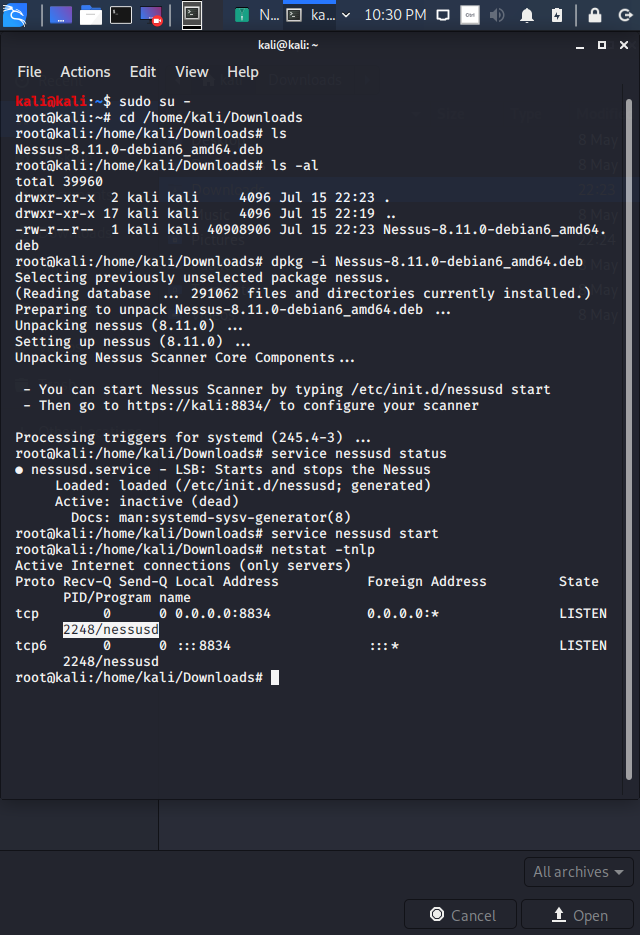 N...
ka...
10:30 PM
Ctrl
kali@kali: ~
File Actions Edit View Help
kali@kali:~$ sudo su -
root@kali:~# cd /home/kali/Downloads
root@kali:/home/kali/Downloads# ls
Nessus-8.11.0-debian6_amd64.deb
root@kali:/home/kali/Downloads# ls -al
total 39960
drwxr-xr-x  2 kali kali     4096 Jul 15 22:23 .
drwxr-xr-x 17 kali kali     4096 Jul 15 22:19 ..
-rw-r--r--  1 kali kali 40908906 Jul 15 22:23 Nessus-8.11.0-debian6_amd64.
deb
root@kali:/home/kali/Downloads# dpkg -i Nessus-8.11.0-debian6_amd64.deb
Selecting previously unselected package nessus.
(Reading database ... 291062 files and directories currently installed.)
Preparing to unpack Nessus-8.11.0-debian6_amd64.deb ...
Unpacking nessus (8.11.0) ...
Setting up nessus (8.11.0) ...
Unpacking Nessus Scanner Core Components...
- You can start Nessus Scanner by typing /etc/init.d/nessusd start
- Then go to https://kali:8834/ to configure your scanner
Processing triggers for systemd (245.4-3) ...
root@kali:/home/kali/Downloads# service nessusd status
● nessusd.service - LSB: Starts and stops the Nessus
Loaded: loaded (/etc/init.d/nessusd; generated)
Active: inactive (dead)
Docs: man:systemd-sysv-generator(8)
root@kali:/home/kali/Downloads# service nessusd start
root@kali:/home/kali/Downloads# netstat -tnlp
Active Internet connections (only servers)
Proto Recv-Q Send-Q Local Address           Foreign Address         State
PID/Program name
tcp        0      0 0.0.0.0:8834            0.0.0.0:*               LISTEN
2248/nessusd
tcp6       0      0 :::8834                 :::*                    LISTEN
2248/nessusd
root@kali:/home/kali/Downloads#
All archives
Cancel
Open